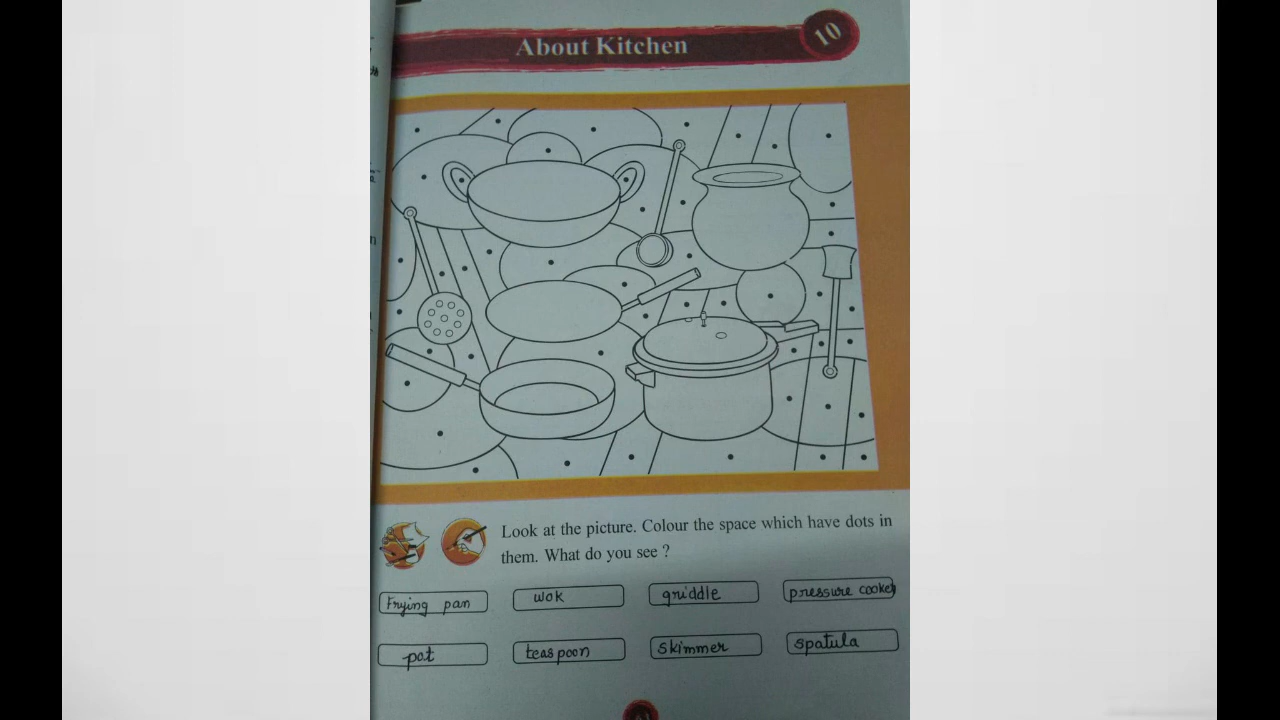 About Kitchen
10
Look at the picture. Colour the space which have dots in
them. What do you see ?
Frying pan
wok
griddle
pressure cooker
pot
teaspoon
skimmer
spatula